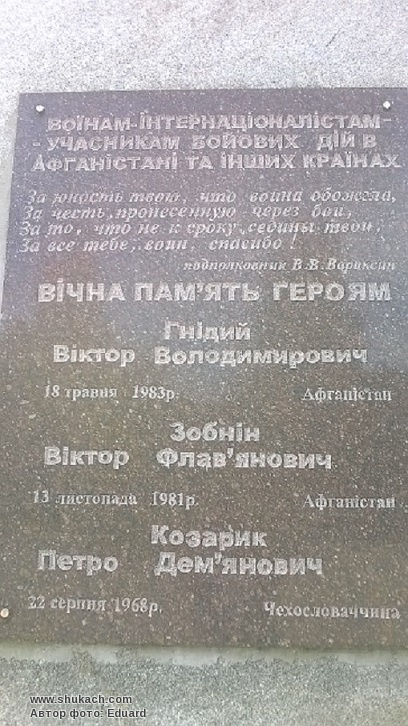 ВОЇНАМ-ІНТЕРНАЦІОНАЛІСТАМ-
- УЧАСНИКАМ БОЙОВИХ ДІЙ В
АФГАНІСТАНІ ТА ІНШИХ КРАЇНАХ
За юность твою, что война обожгла,
За честь, пронесенную через бои,
За то, что не к сроку, седины твои,
За все тебе, воин, спасибо !
подполковник В.В.Вараксин
ВІЧНА ПАМ'ЯТЬ ГЕРОЯМ
Гнідий
Віктор Володимирович
18 травня 1983р. Афганістан
Зобнін
Віктор Флав'янович
13 листопада 1981р. Афганістан
Козарик
Петро Дем'янович
22 серпня 1968р. Чехословаччина
www.shukach.com
Автор фото: Eduard